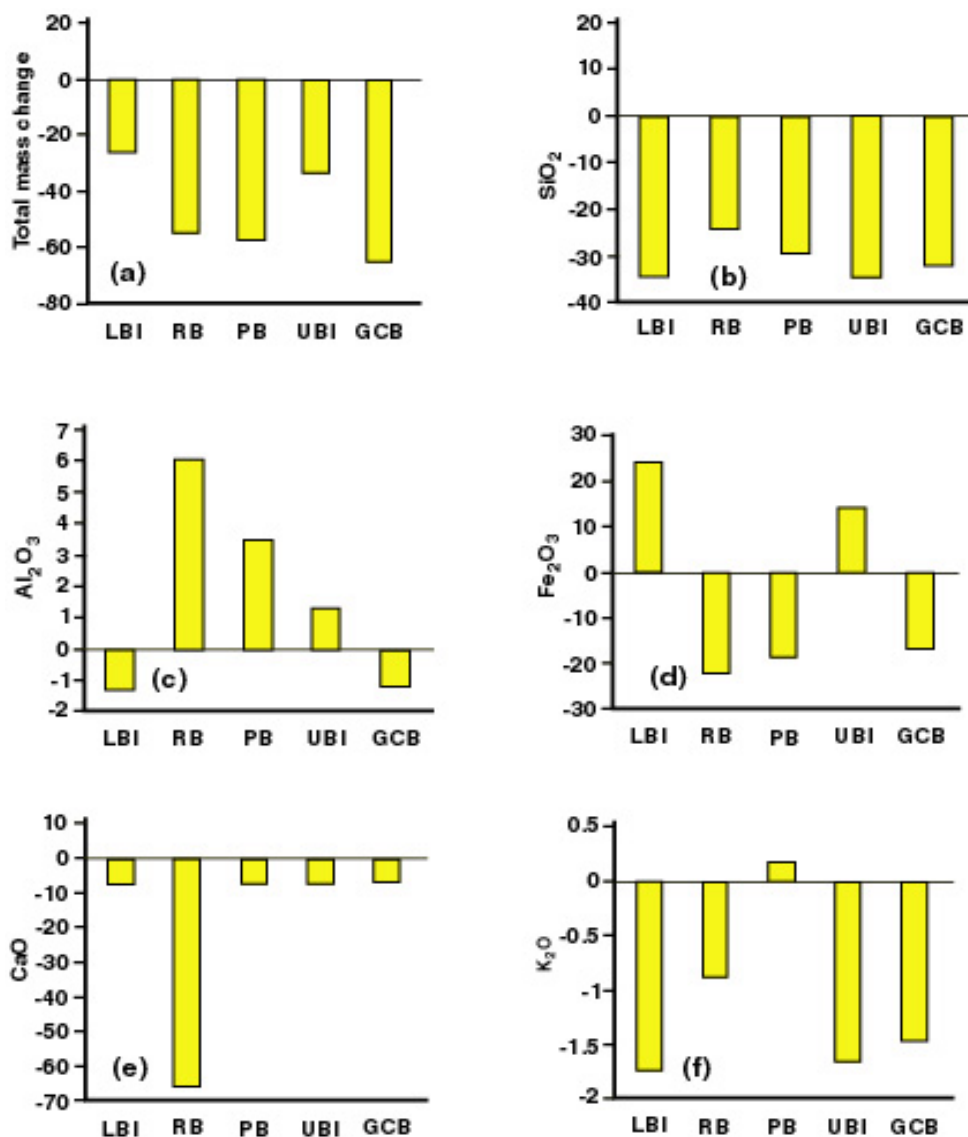 Total mass change
20
0
-20
-40
-60
-80
(a)
LBI RB PB UBI GCB
SiO₂
20
10
0
-10
-20
-30
-40
(b)
LBI RB PB UBI GCB
Al₂O₃
7
6
5
4
3
2
1
0
-1
-2
(c)
LBI RB PB UBI GCB
Fe₂O₃
30
20
10
0
-10
-20
-30
(d)
LBI RB PB UBI GCB
CaO
10
0
-10
-20
-30
-40
-50
-60
-70
(e)
LBI RB PB UBI GCB
K₂O
0.5
0
-0.5
-1
-1.5
-2
(f)
LBI RB PB UBI GCB